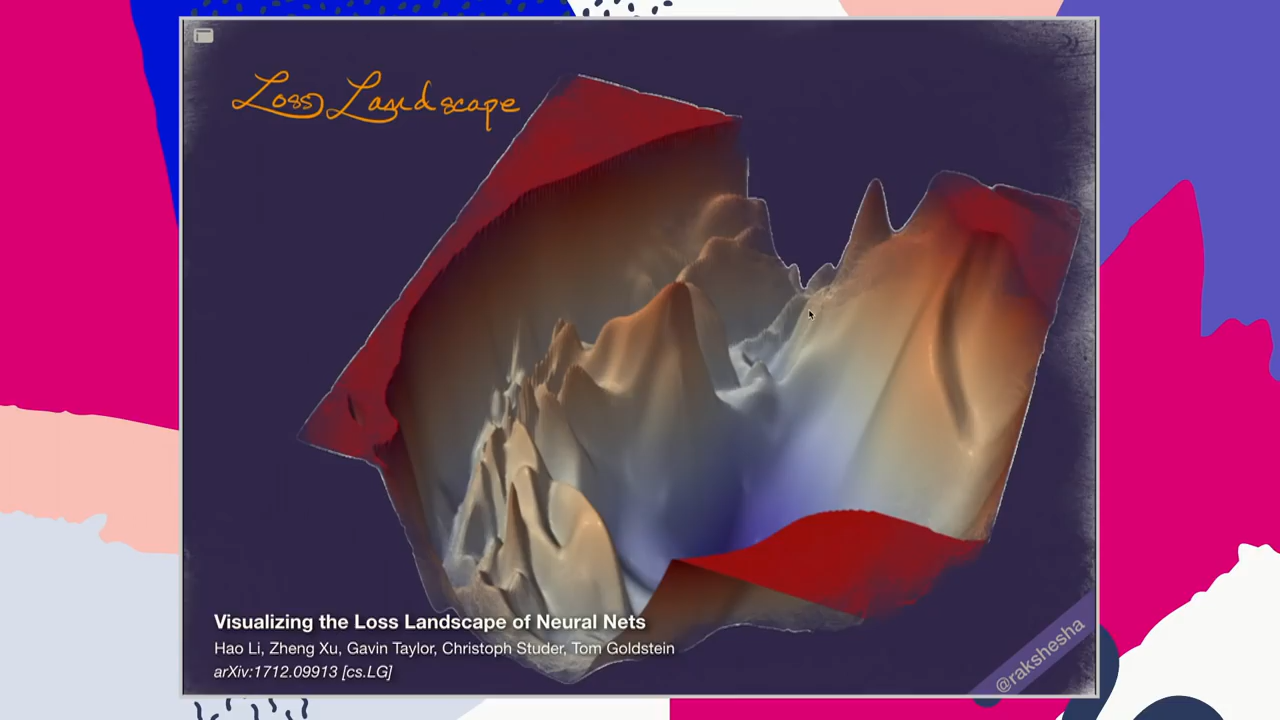 Loss Landscape
Visualizing the Loss Landscape of Neural Nets
Hao Li, Zheng Xu, Gavin Taylor, Christoph Studer, Tom Goldstein
arXiv:1712.09913 [cs.LG]
@rakshesha